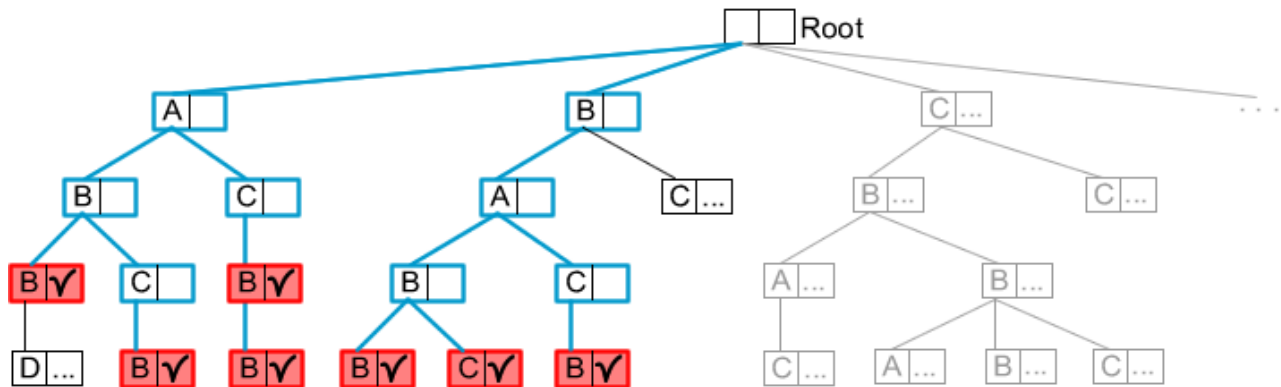 Root
A B C ... ...
B C A C ... B ... C ...
B ✓ C B ✓ B C A ... B ...
D ... B ✓ B ✓ B ✓ C ✓ B ✓ C ... A ... B ... C ...